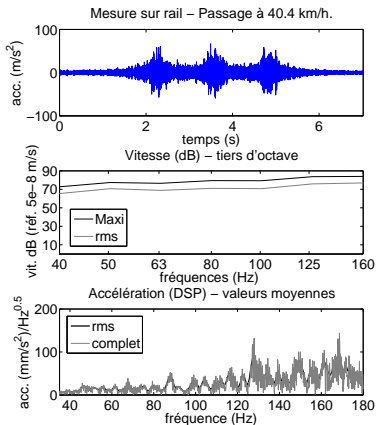 Mesure sur rail − Passage à 40.4 km/h.
acc. (m/s²)
100
0
−100
0 2 4 6
temps (s)
Vitesse (dB) − tiers d'octave
vit. dB (réf. 5e−8 m/s)
90
70
50
30
10
Maxi
rms
40 50 63 80 100 125 160
fréquences (Hz)
Accélération (DSP) − valeurs moyennes
acc. (mm/s²)/Hz^0.5
200
100
0
rms
complet
40 60 80 100 120 140 160 180
fréquence (Hz)